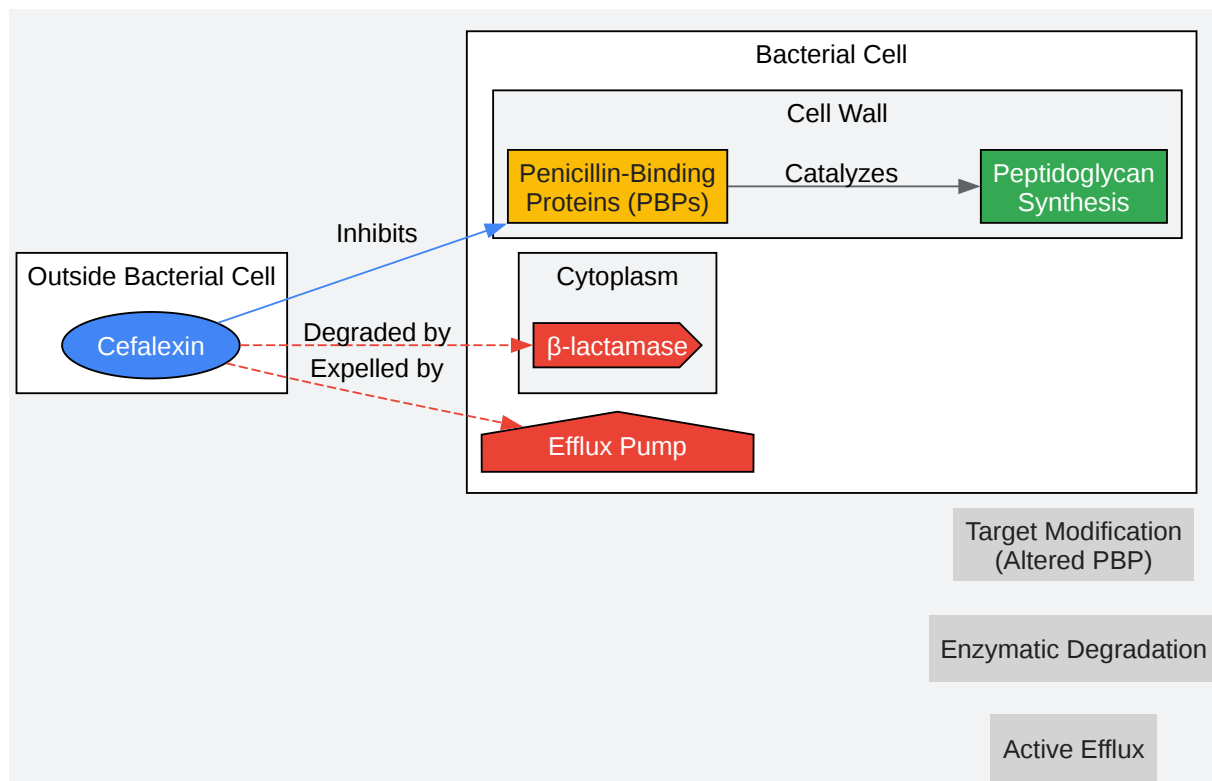 Bacterial Cell
Cell Wall
Penicillin-Binding
Proteins (PBPs)
Catalyzes
Peptidoglycan
Synthesis
Inhibits
Outside Bacterial Cell
Cefalexin
Cytoplasm
Degraded by
β-lactamase
Expelled by
Efflux Pump
Target Modification
(Altered PBP)
Enzymatic Degradation
Active Efflux